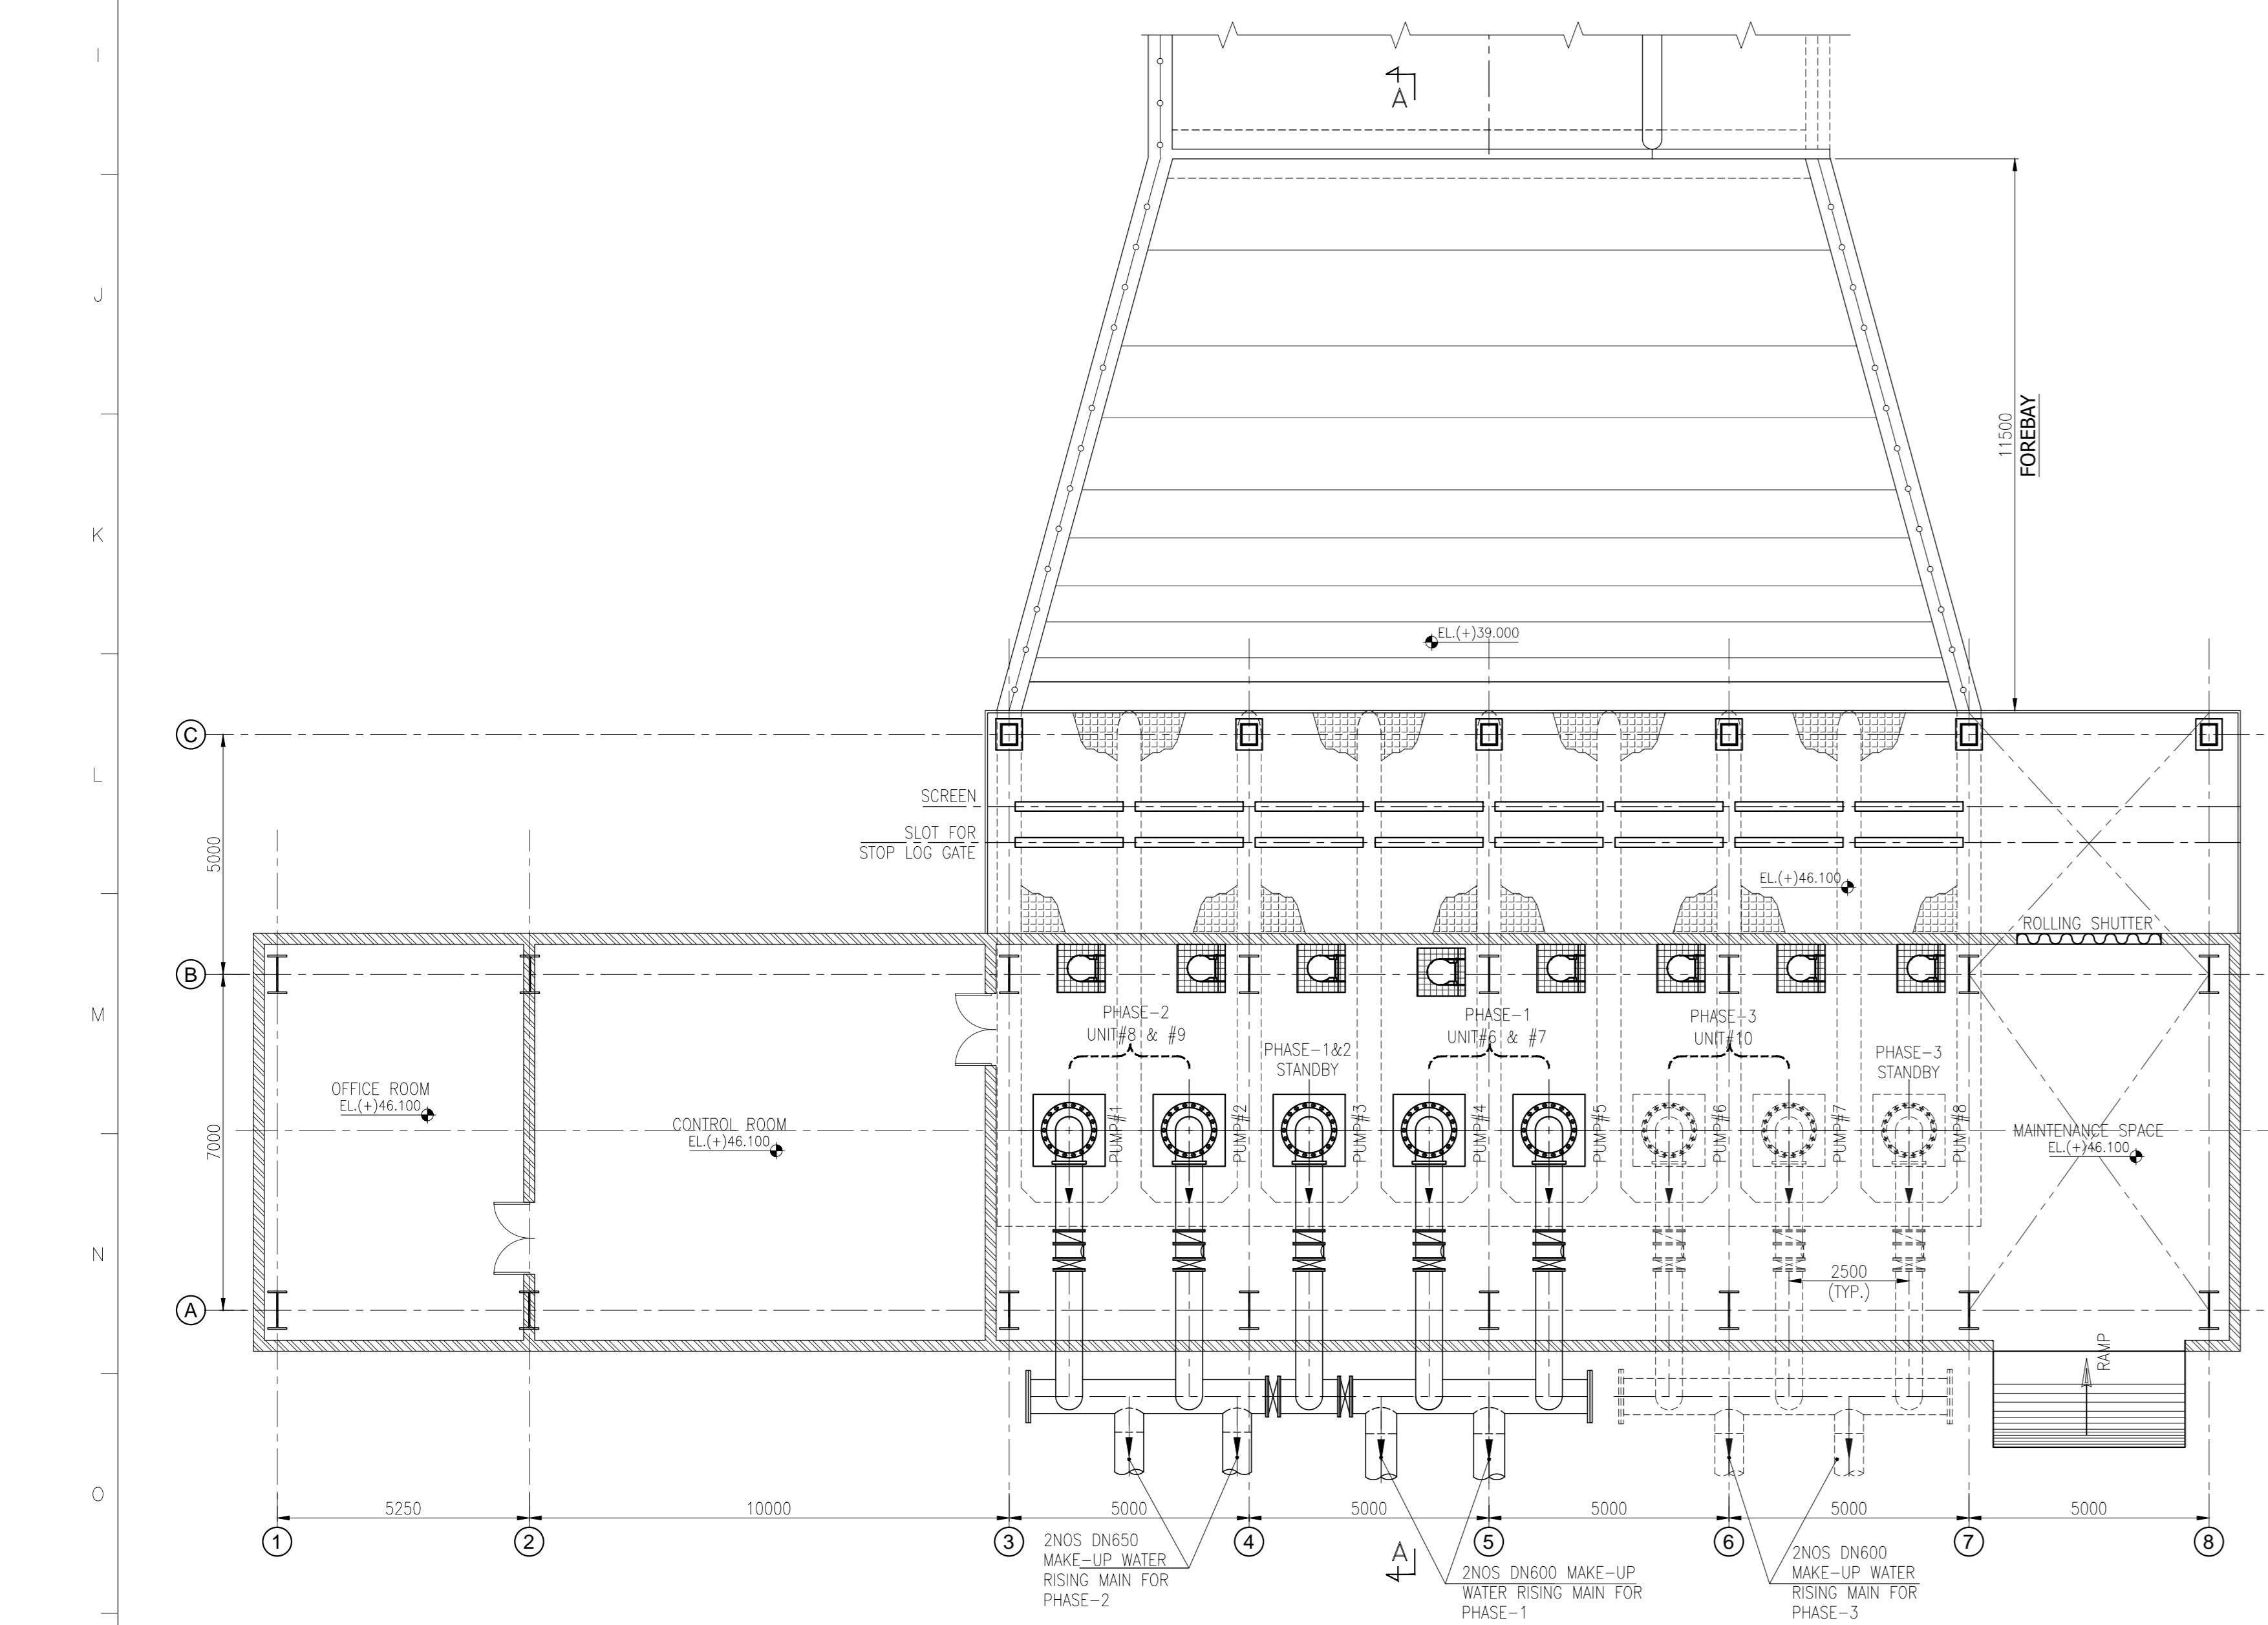 I
A
J
11500
FOREBAY
K
EL.(+)39.000
C
L
SCREEN
SLOT FOR
STOP LOG GATE
5000
EL.(+)46.100
ROLLING SHUTTER
B
M
PHASE-2
UNIT#8 & #9
PHASE-1&2
STANDBY
PHASE-1
UNIT#6 & #7
PHASE-3
UNIT#10
PHASE-3
STANDBY
OFFICE ROOM
EL.(+)46.100
CONTROL ROOM
EL.(+)46.100
PUMP#1
PUMP#2
PUMP#3
PUMP#4
PUMP#5
PUMP#6
PUMP#7
PUMP#8
MAINTENANCE SPACE
EL.(+)46.100
7000
N
2500
(TYP.)
A
RAMP
O
5250
10000
5000
5000
5000
5000
5000
1
2
3
4
5
6
7
8
A
2NOS DN650
MAKE-UP WATER
RISING MAIN FOR
PHASE-2
2NOS DN600 MAKE-UP
WATER RISING MAIN FOR
PHASE-1
2NOS DN600
MAKE-UP WATER
RISING MAIN FOR
PHASE-3